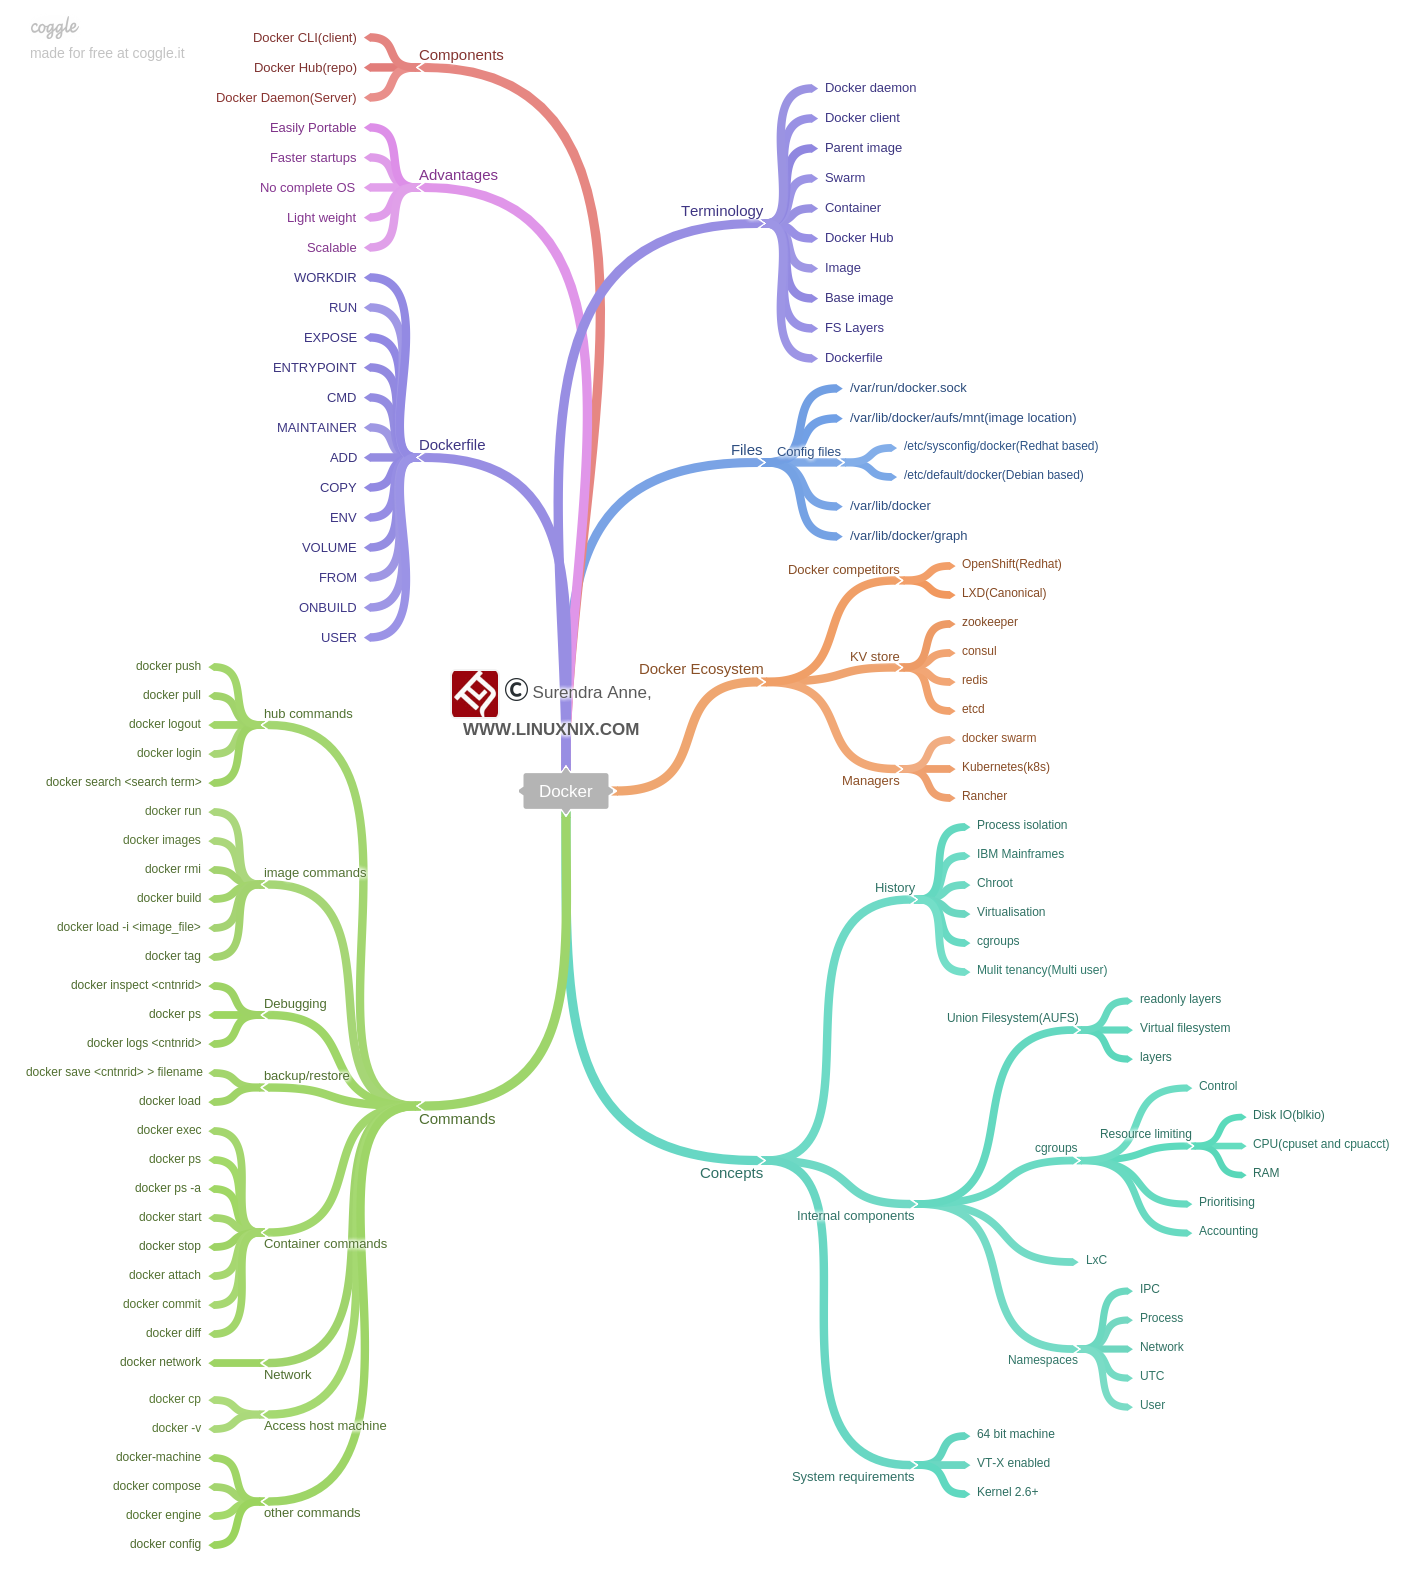 coggle
made for free at coggle.it
Components
Docker CLI(client)
Docker Hub(repo)
Docker Daemon(Server)
Advantages
Easily Portable
Faster startups
No complete OS
Light weight
Scalable
Dockerfile
WORKDIR
RUN
EXPOSE
ENTRYPOINT
CMD
MAINTAINER
ADD
COPY
ENV
VOLUME
FROM
ONBUILD
USER
Terminology
Docker daemon
Docker client
Parent image
Swarm
Container
Docker Hub
Image
Base image
FS Layers
Dockerfile
Files
/var/run/docker.sock
/var/lib/docker/aufs/mnt(image location)
Config files
/etc/sysconfig/docker(Redhat based)
/etc/default/docker(Debian based)
/var/lib/docker
/var/lib/docker/graph
Docker Ecosystem
Docker competitors
OpenShift(Redhat)
LXD(Canonical)
KV store
zookeeper
consul
redis
etcd
Managers
docker swarm
Kubernetes(k8s)
Rancher
© Surendra Anne,
WWW.LINUXNIX.COM
Docker
Commands
hub commands
docker push
docker pull
docker logout
docker login
docker search <search term>
image commands
docker run
docker images
docker rmi
docker build
docker load -i <image_file>
docker tag
Debugging
docker inspect <cntnrid>
docker ps
docker logs <cntnrid>
backup/restore
docker save <cntnrid> > filename
docker load
Container commands
docker exec
docker ps
docker ps -a
docker start
docker stop
docker attach
docker commit
docker diff
Network
docker network
Access host machine
docker cp
docker -v
other commands
docker-machine
docker compose
docker engine
docker config
Concepts
History
Process isolation
IBM Mainframes
Chroot
Virtualisation
cgroups
Mulit tenancy(Multi user)
Internal components
Union Filesystem(AUFS)
readonly layers
Virtual filesystem
layers
cgroups
Control
Resource limiting
Disk IO(blkio)
CPU(cpuset and cpuacct)
RAM
Prioritising
Accounting
LxC
Namespaces
IPC
Process
Network
UTC
User
System requirements
64 bit machine
VT-X enabled
Kernel 2.6+